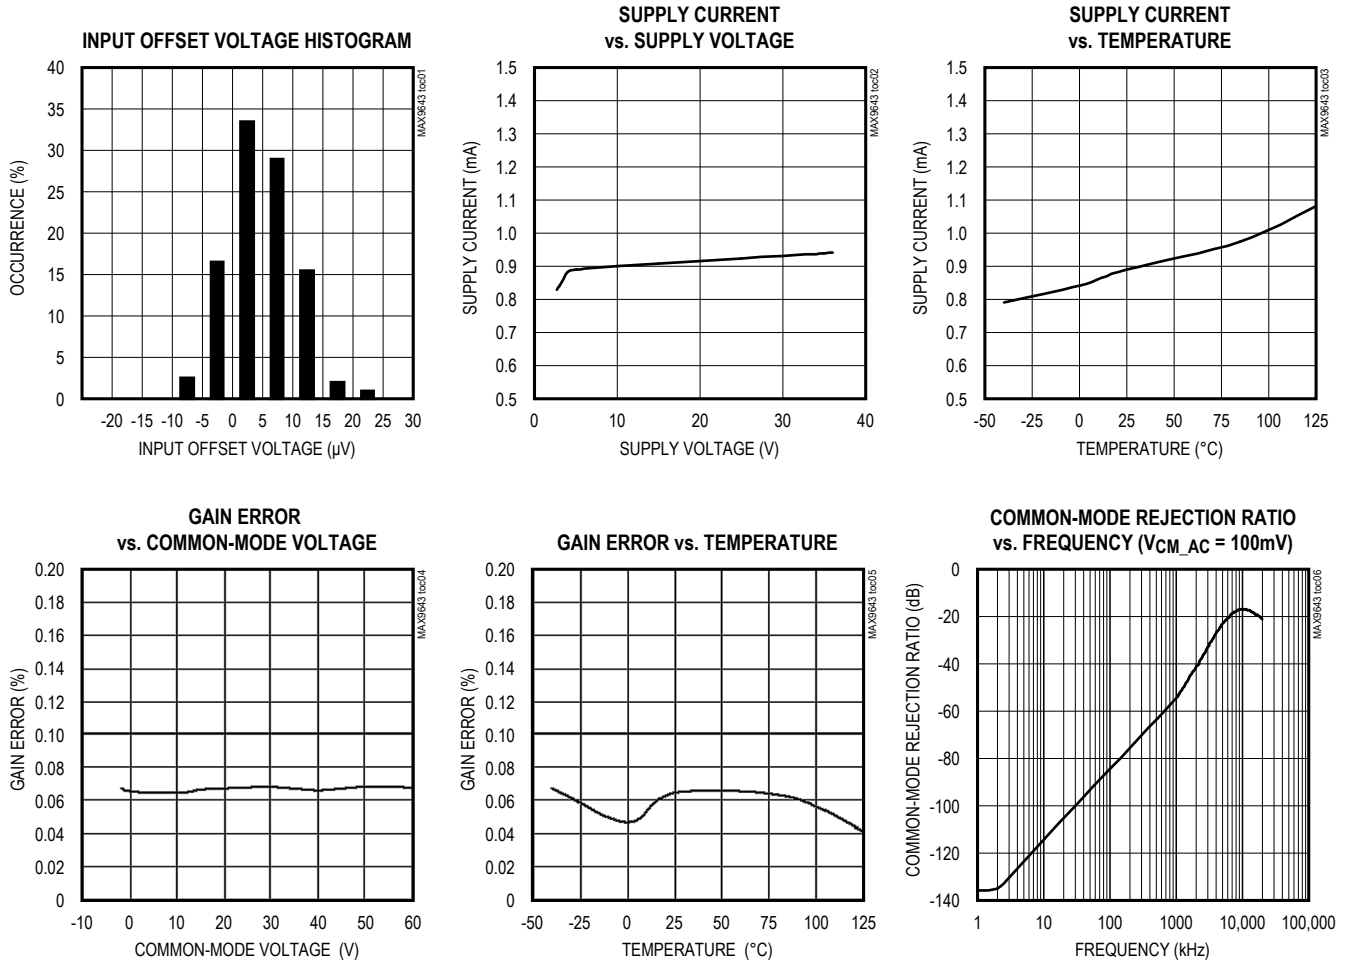 INPUT OFFSET VOLTAGE HISTOGRAM
40
35
30
25
20
15
10
5
0
OCCURRENCE (%)
-20 -15 -10 -5 0 5 10 15 20 25 30
INPUT OFFSET VOLTAGE (µV)
MAX9643 toc01
SUPPLY CURRENT
vs. SUPPLY VOLTAGE
1.5
1.4
1.3
1.2
1.1
1.0
0.9
0.8
0.7
0.6
0.5
SUPPLY CURRENT (mA)
0 10 20 30 40
SUPPLY VOLTAGE (V)
MAX9643 toc02
SUPPLY CURRENT
vs. TEMPERATURE
1.5
1.4
1.3
1.2
1.1
1.0
0.9
0.8
0.7
0.6
0.5
SUPPLY CURRENT (mA)
-50 -25 0 25 50 75 100 125
TEMPERATURE (°C)
MAX9643 toc03
GAIN ERROR
vs. COMMON-MODE VOLTAGE
0.20
0.18
0.16
0.14
0.12
0.10
0.08
0.06
0.04
0.02
0
GAIN ERROR (%)
-10 0 10 20 30 40 50 60
COMMON-MODE VOLTAGE (V)
MAX9643 toc04
GAIN ERROR vs. TEMPERATURE
0.20
0.18
0.16
0.14
0.12
0.10
0.08
0.06
0.04
0.02
0
GAIN ERROR (%)
-50 -25 0 25 50 75 100 125
TEMPERATURE (°C)
MAX9643 toc05
COMMON-MODE REJECTION RATIO
vs. FREQUENCY (VCM_AC = 100mV)
0
-20
-40
-60
-80
-100
-120
-140
COMMON-MODE REJECTION RATIO (dB)
1 10 100 1000 10,000 100,000
FREQUENCY (kHz)
MAX9643 toc06